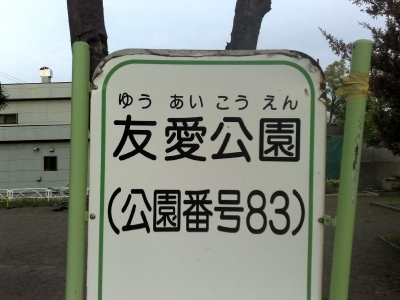 ゆう あい こう えん
友愛公園
(公園番号83)